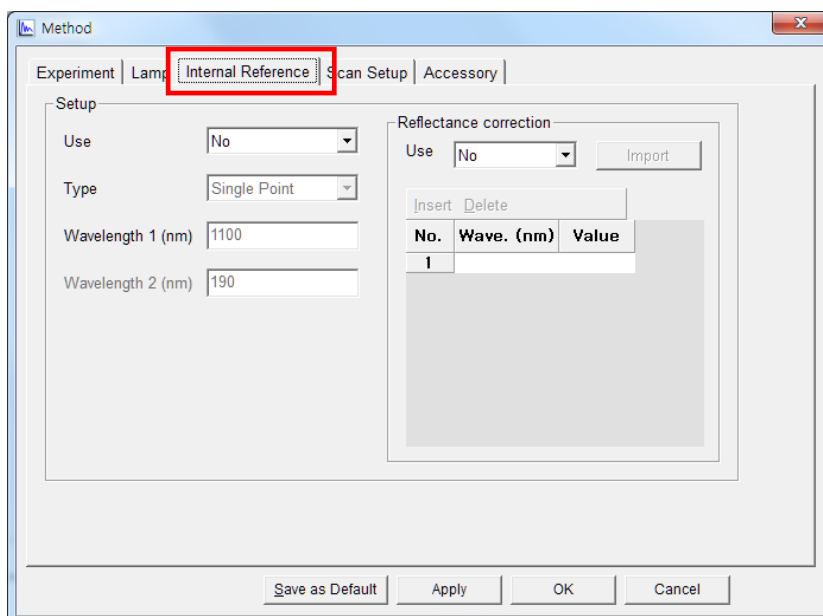 Method
Experiment Lamp Internal Reference Scan Setup Accessory
Setup
Use No
Type Single Point
Wavelength 1 (nm) 1100
Wavelength 2 (nm) 190
Reflectance correction
Use No Import
Insert Delete
No. Wave. (nm) Value
1
Save as Default Apply OK Cancel